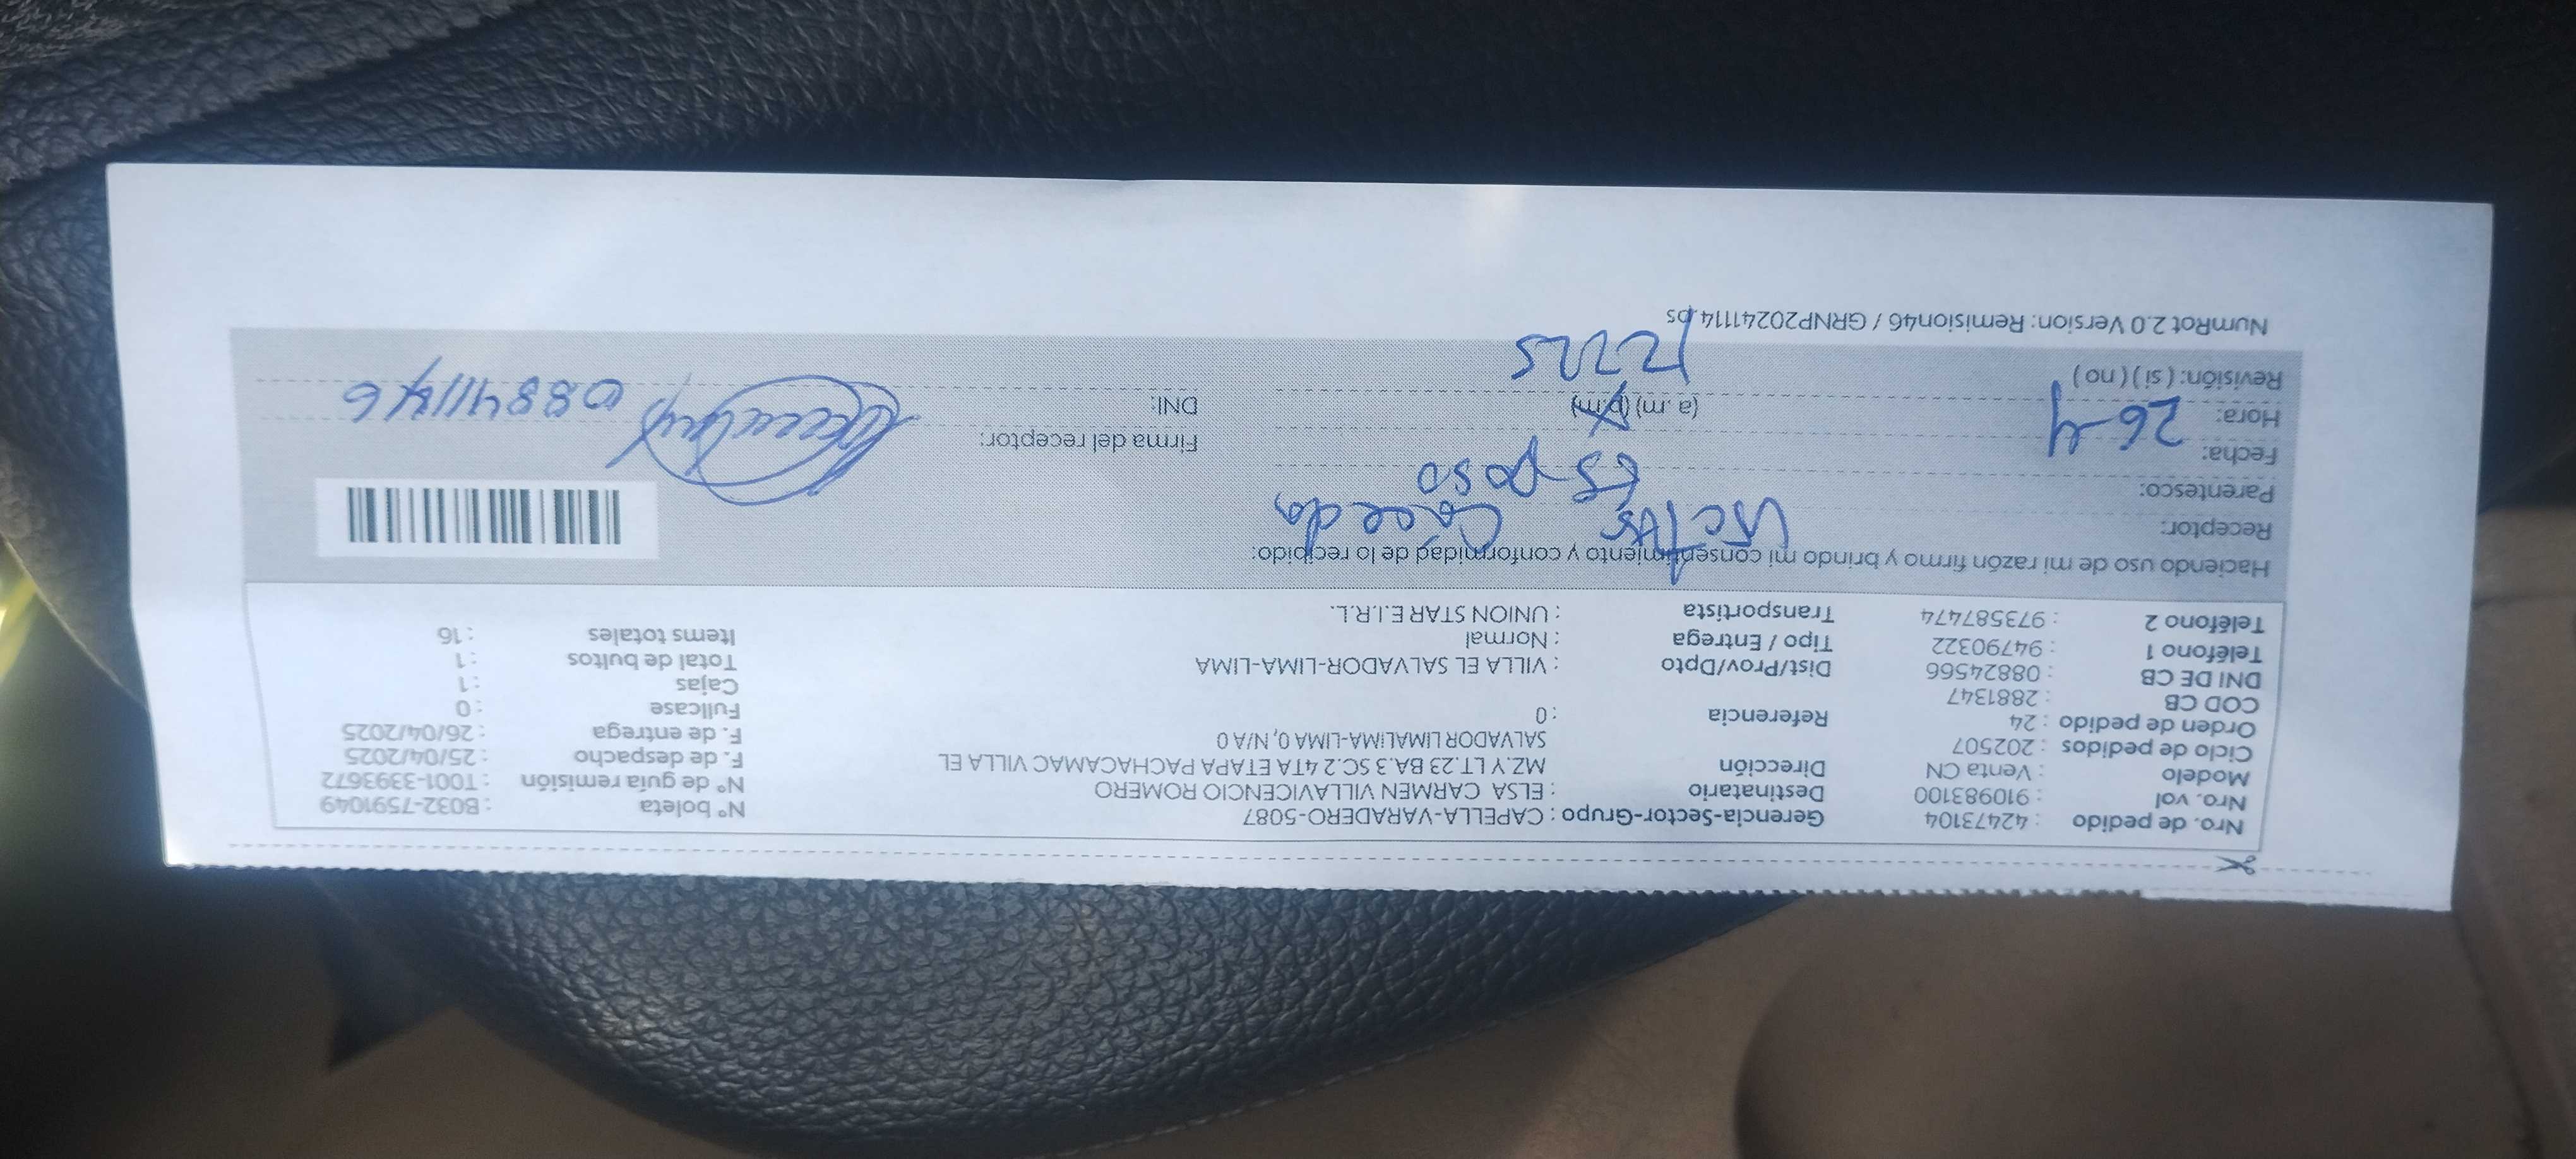 Nro. de pedido : 42473104 Gerencia-Sector-Grupo : CAPELLA-VARADERO-5087 N° boleta : B032-7591049
Nro. vol : 910983100 Destinatario : ELSA CARMEN VILLAVICENCIO ROMERO N° de guía remisión : T001-3393672
Modelo : Venta CN Dirección MZ.Y LT.23 BA.3 SC.2 4TA ETAPA PACHACAMAC VILLA EL F. de despacho : 25/04/2025
Ciclo de pedidos : 202507 SALVADOR LIMALIMA-LIMA 0, N/A 0 F. de entrega : 26/04/2025
Orden de pedido : 24 Referencia : 0 Fullcase : 0
COD CB : 2881347 Cajas : 1
DNI DE CB : 08824566 Dist/Prov/Dpto : VILLA EL SALVADOR-LIMA-LIMA Total de bultos : 1
Teléfono 1 : 94790322 Tipo / Entrega : Normal Items totales : 16
Teléfono 2 : 973587474 Transportista : UNION STAR E.I.R.L.
Haciendo uso de mi razón firmo y brindo mi consentimiento y conformidad de lo recibido:
Receptor: Victor Caceda
Parentesco: Esposo
Fecha: 26-4 Firma del receptor:
Hora: (a .m) (p.m) DNI: 08841146
Revisión: ( si ) ( no )
NumRot 2.0 Version: Remision46 / GRNP20241114.ps